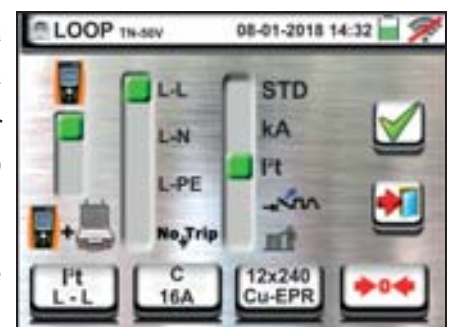 LOOP TN-50V 08-01-2018 14:32
L-L
L-N
L-PE
No Trip
STD
kA
I²t
I²t
L - L
C
16A
12x240
Cu-EPR
0